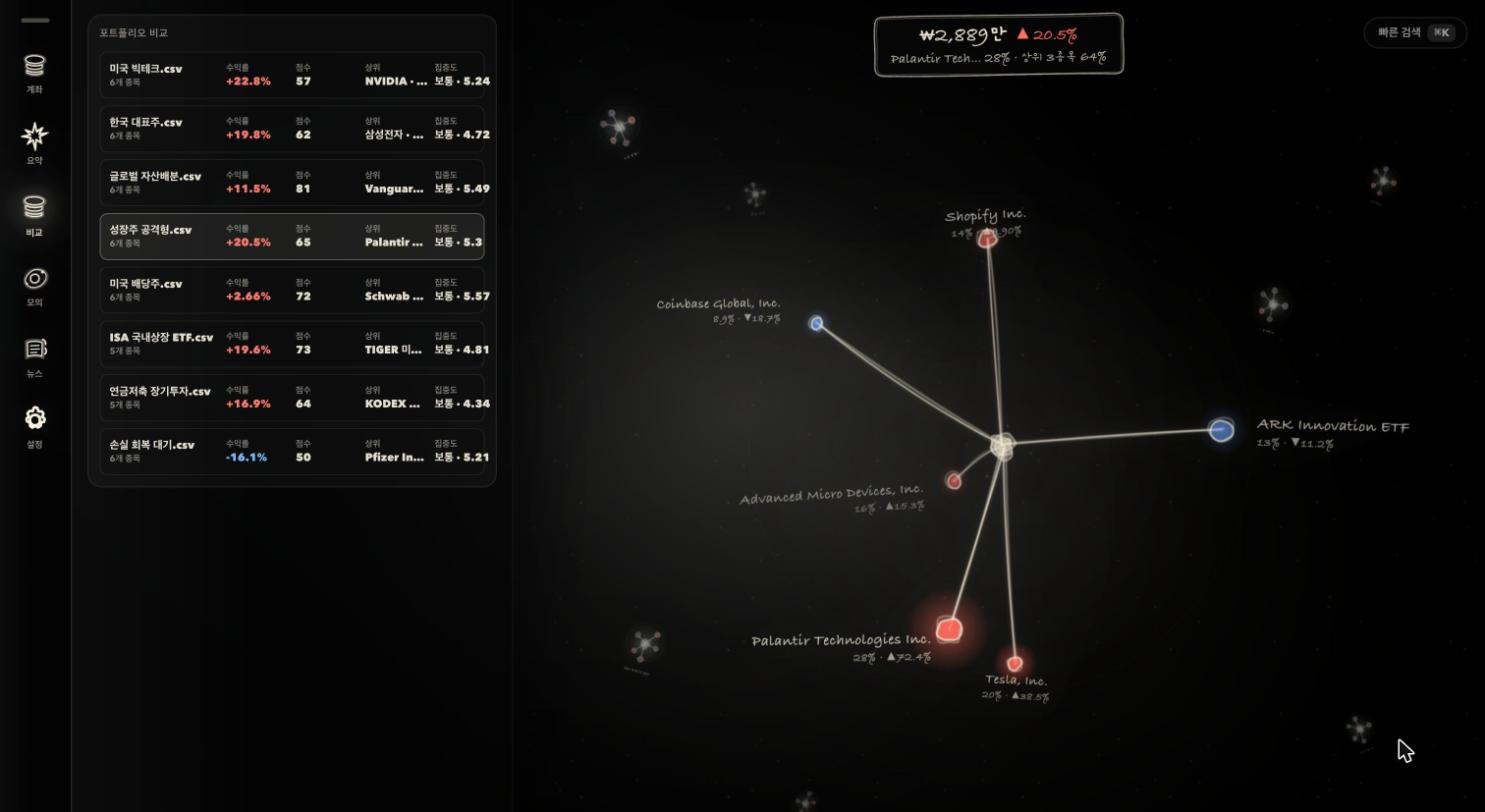 계좌
요약
비교
모의
뉴스
설정
포트폴리오 비교
미국 빅테크.csv
6개 종목
수익률
+22.8%
점수
57
상위
NVIDIA · ...
집중도
보통 · 5.24
한국 대표주.csv
6개 종목
수익률
+19.8%
점수
62
상위
삼성전자 · ...
집중도
보통 · 4.72
글로벌 자산배분.csv
6개 종목
수익률
+11.5%
점수
81
상위
Vanguar...
집중도
보통 · 5.49
성장주 공격형.csv
6개 종목
수익률
+20.5%
점수
65
상위
Palantir ...
집중도
보통 · 5.3
미국 배당주.csv
6개 종목
수익률
+2.66%
점수
72
상위
Schwab ...
집중도
보통 · 5.57
ISA 국내상장 ETF.csv
5개 종목
수익률
+19.6%
점수
73
상위
TIGER 미...
집중도
보통 · 4.81
연금저축 장기투자.csv
5개 종목
수익률
+16.9%
점수
64
상위
KODEX ...
집중도
보통 · 4.34
손실 회복 대기.csv
6개 종목
수익률
-16.1%
점수
50
상위
Pfizer In...
집중도
보통 · 5.21
₩2,889만 ▲20.5%
Palantir Tech... 28% · 상위 3종목 64%
빠른 검색 ⌘K
Shopify Inc.
14%
Coinbase Global, Inc.
8.9% · ▼18.7%
ARK Innovation ETF
13% · ▼11.2%
Advanced Micro Devices, Inc.
16% · ▲15.3%
Palantir Technologies Inc.
28% · ▲72.4%
Tesla, Inc.
20% · ▲38.5%